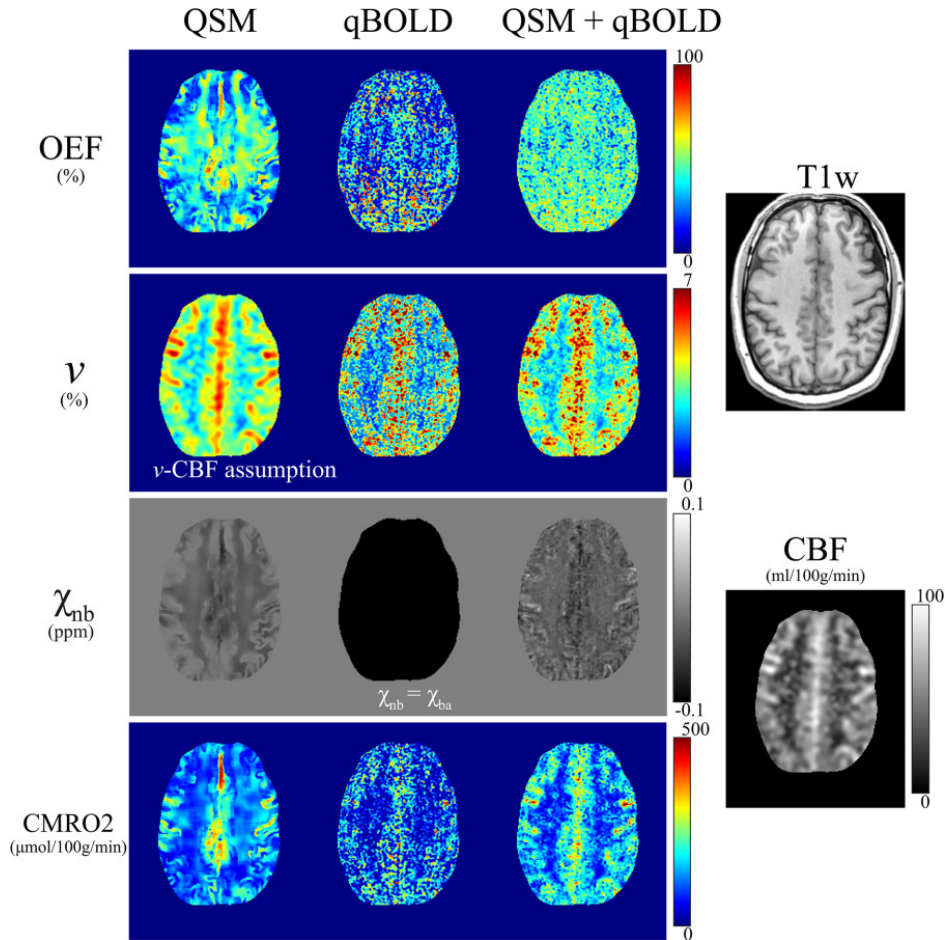 QSM qBOLD QSM + qBOLD
OEF
(%)
100
0
T1w
ν
(%)
7
0
ν-CBF assumption
χnb
(ppm)
0.1
-0.1
χnb = χba
CBF
(ml/100g/min)
100
0
CMRO2
(μmol/100g/min)
500
0